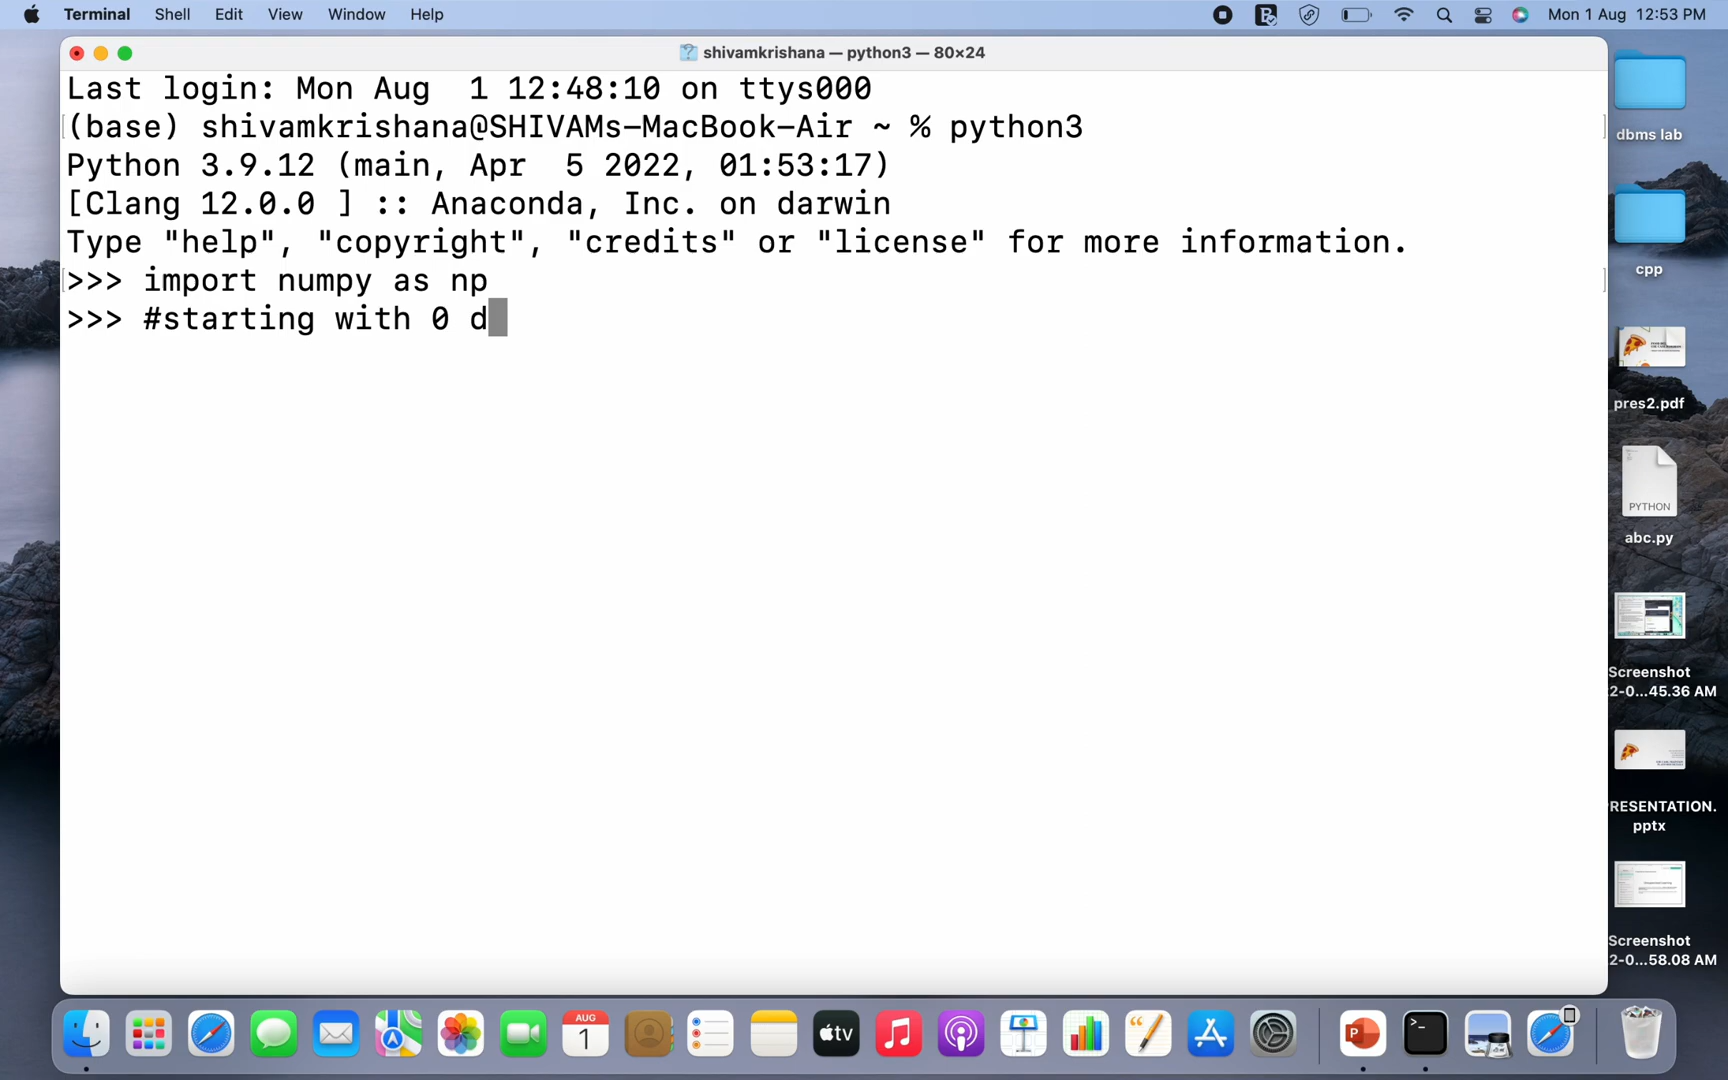 Terminal Shell Edit View Window Help Mon 1 Aug 12:53 PM
shivamkrishana — python3 — 80×24
Last login: Mon Aug  1 12:48:10 on ttys000
(base) shivamkrishana@SHIVAMs-MacBook-Air ~ % python3
Python 3.9.12 (main, Apr  5 2022, 01:53:17)
[Clang 12.0.0 ] :: Anaconda, Inc. on darwin
Type "help", "copyright", "credits" or "license" for more information.
>>> import numpy as np
>>> #starting with 0 d
dbms lab
cpp
pres2.pdf
PYTHON
abc.py
Screenshot
2-0...45.36 AM
RESENTATION.
pptx
Screenshot
2-0...58.08 AM
AUG
1
tv
P
>_